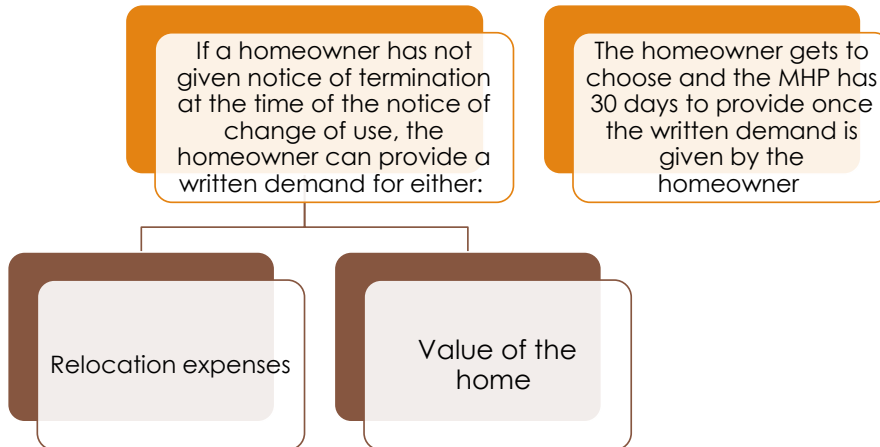 If a homeowner has not
given notice of termination
at the time of the notice of
change of use, the
homeowner can provide a
written demand for either:
The homeowner gets to
choose and the MHP has
30 days to provide once
the written demand is
given by the
homeowner
Relocation expenses
Value of the
home